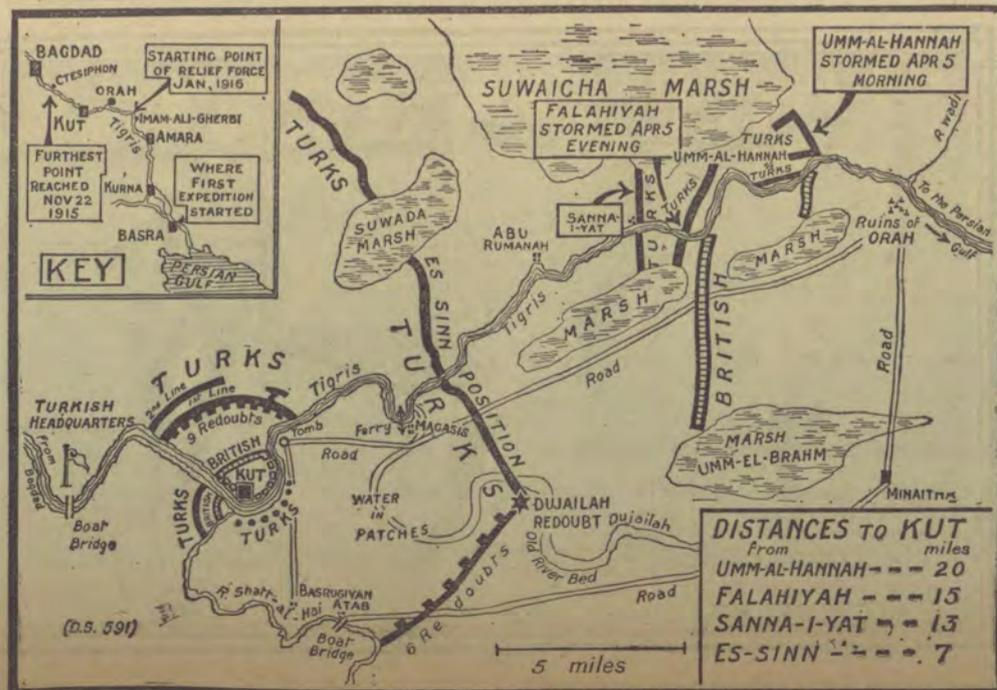 BAGDAD
CTESIPHON
ORAH
KUT
Tigris
IMAM-ALI-GHERBI
AMARA
KURNA
BASRA
PERSIAN
GULF
STARTING POINT
OF RELIEF FORCE
JAN, 1916
FURTHEST
POINT
REACHED
NOV 22
1915
WHERE
FIRST
EXPEDITION
STARTED
KEY
SUWAICHA MARSH
UMM-AL-HANNAH
STORMED APR 5
MORNING
FALAHIYAH
STORMED APR 5
EVENING
TURKS
UMM-AL-HANNAH
TURKS
R Wadi
To the Persian
Gulf
Ruins of
ORAH
SANNA-
I-YAT
TURKS
TURKS
MARSH
MARSH
BRITISH
Road
Road
TURKS
SUWADA
MARSH
ES SINN POSITION
ABU
RUMANAH
Tigris
TURKS
TURKS
2nd Line
1st Line
9 Redoubts
TURKISH
HEADQUARTERS
from
Bagdad
Boat
Bridge
BRITISH
KUT
BRITISH
TURKS
TURKS
Tigris
Tomb
Ferry
MAGASIS
Road
WATER
IN
PATCHES
DUJAILAH
REDOUBT
Dujailah
Old
River Bed
6 Redoubts
MARSH
UMM-EL-BRAHM
MINAIT
R. Shatt-al-Hai
BASRUGIYAN
ATAB
Boat
Bridge
Road
(D.S. 591)
5 miles
DISTANCES TO KUT
from miles
UMM-AL-HANNAH --- 20
FALAHIYAH --- 15
SANNA-I-YAT --- 13
ES-SINN ---- 7